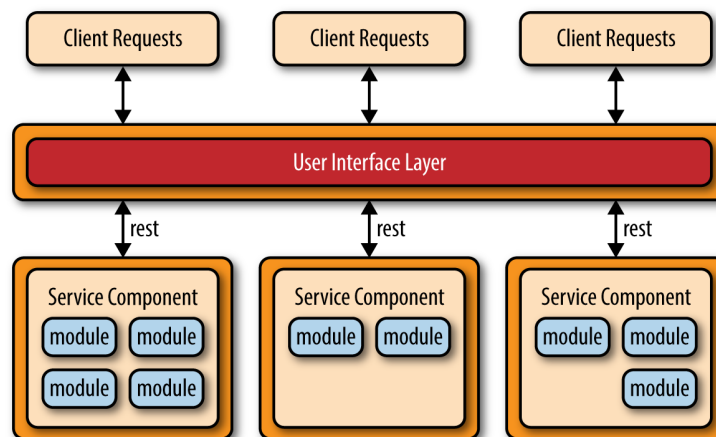 Client Requests
Client Requests
Client Requests
User Interface Layer
rest
rest
rest
Service Component
module module
module module
Service Component
module module
Service Component
module module
module